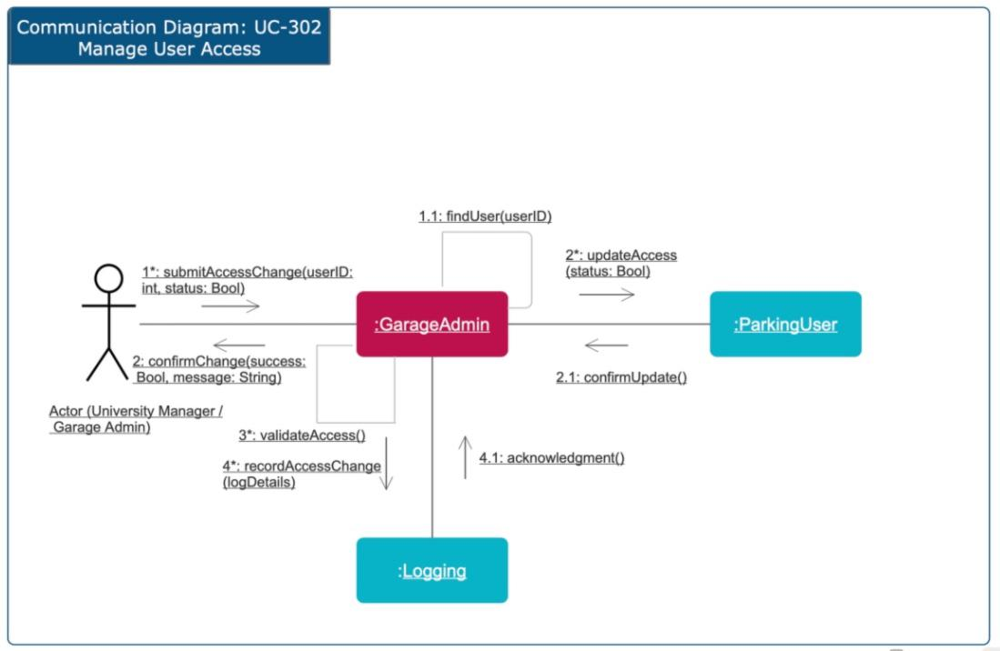 Communication Diagram: UC-302
Manage User Access
1.1: findUser(userID)
1*: submitAccessChange(userID:
int, status: Bool)
2*: updateAccess
(status: Bool)
:GarageAdmin
:ParkingUser
2: confirmChange(success:
Bool, message: String)
2.1: confirmUpdate()
Actor (University Manager /
Garage Admin)
3*: validateAccess()
4*: recordAccessChange
(logDetails)
4.1: acknowledgment()
:Logging